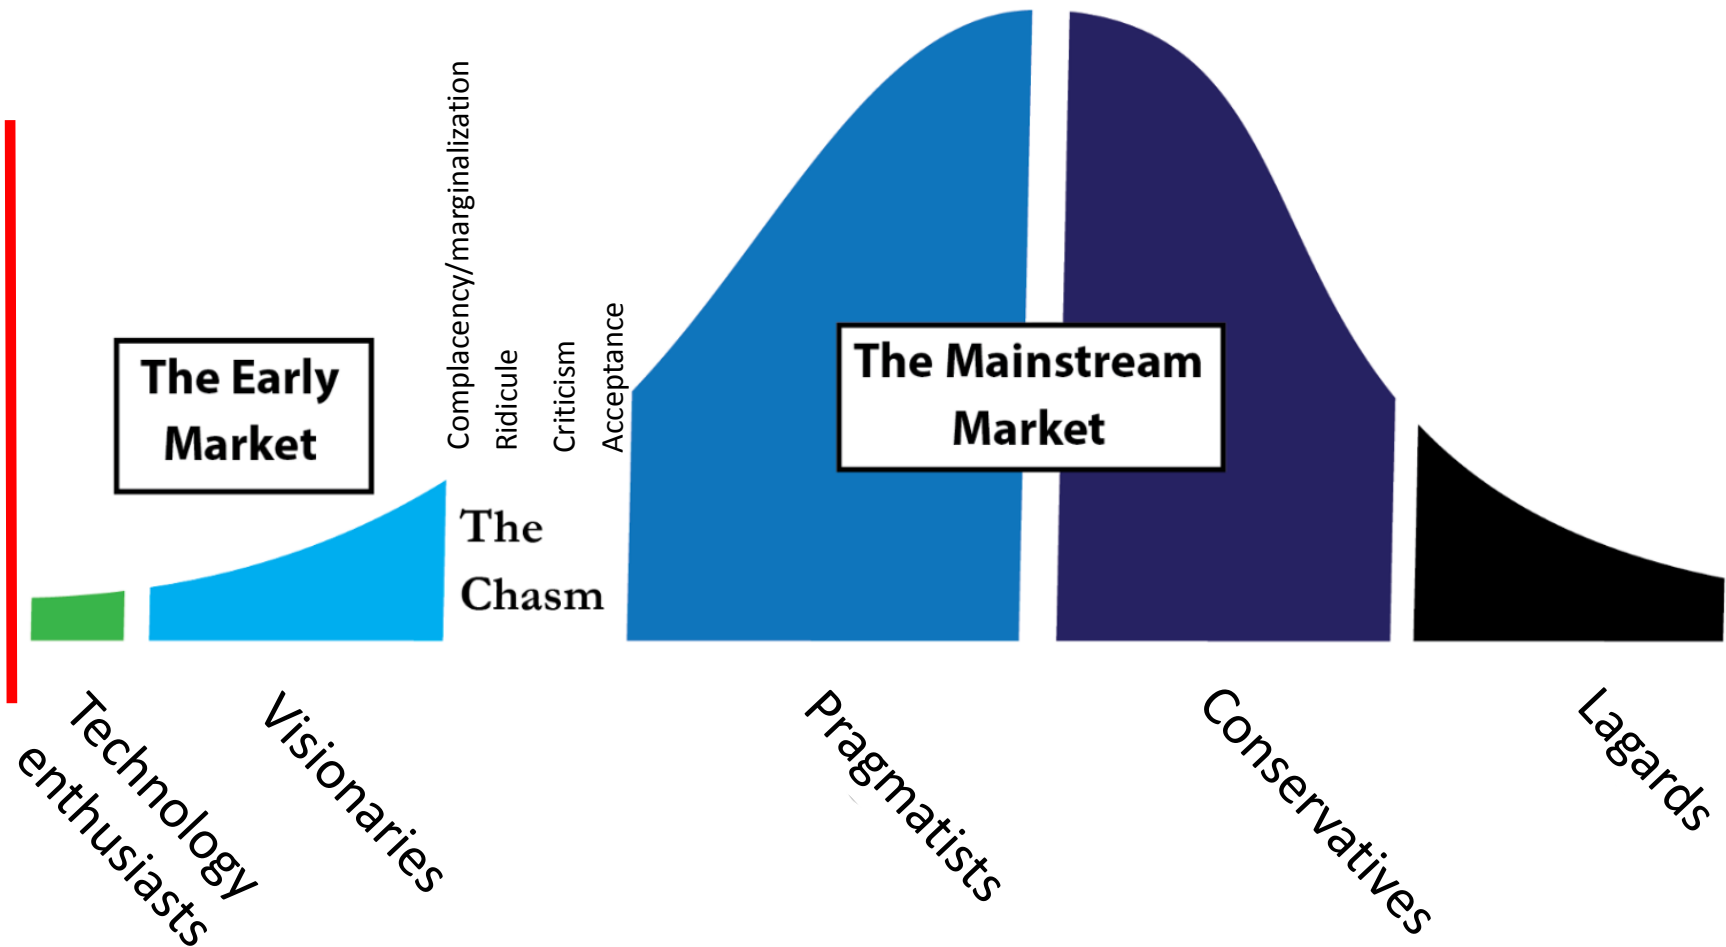 The Early
Market
Complacency/marginalization
Ridicule
Criticism
Acceptance
The
Chasm
The Mainstream
Market
Technology
enthusiasts
Visionaries
Pragmatists
Conservatives
Lagards